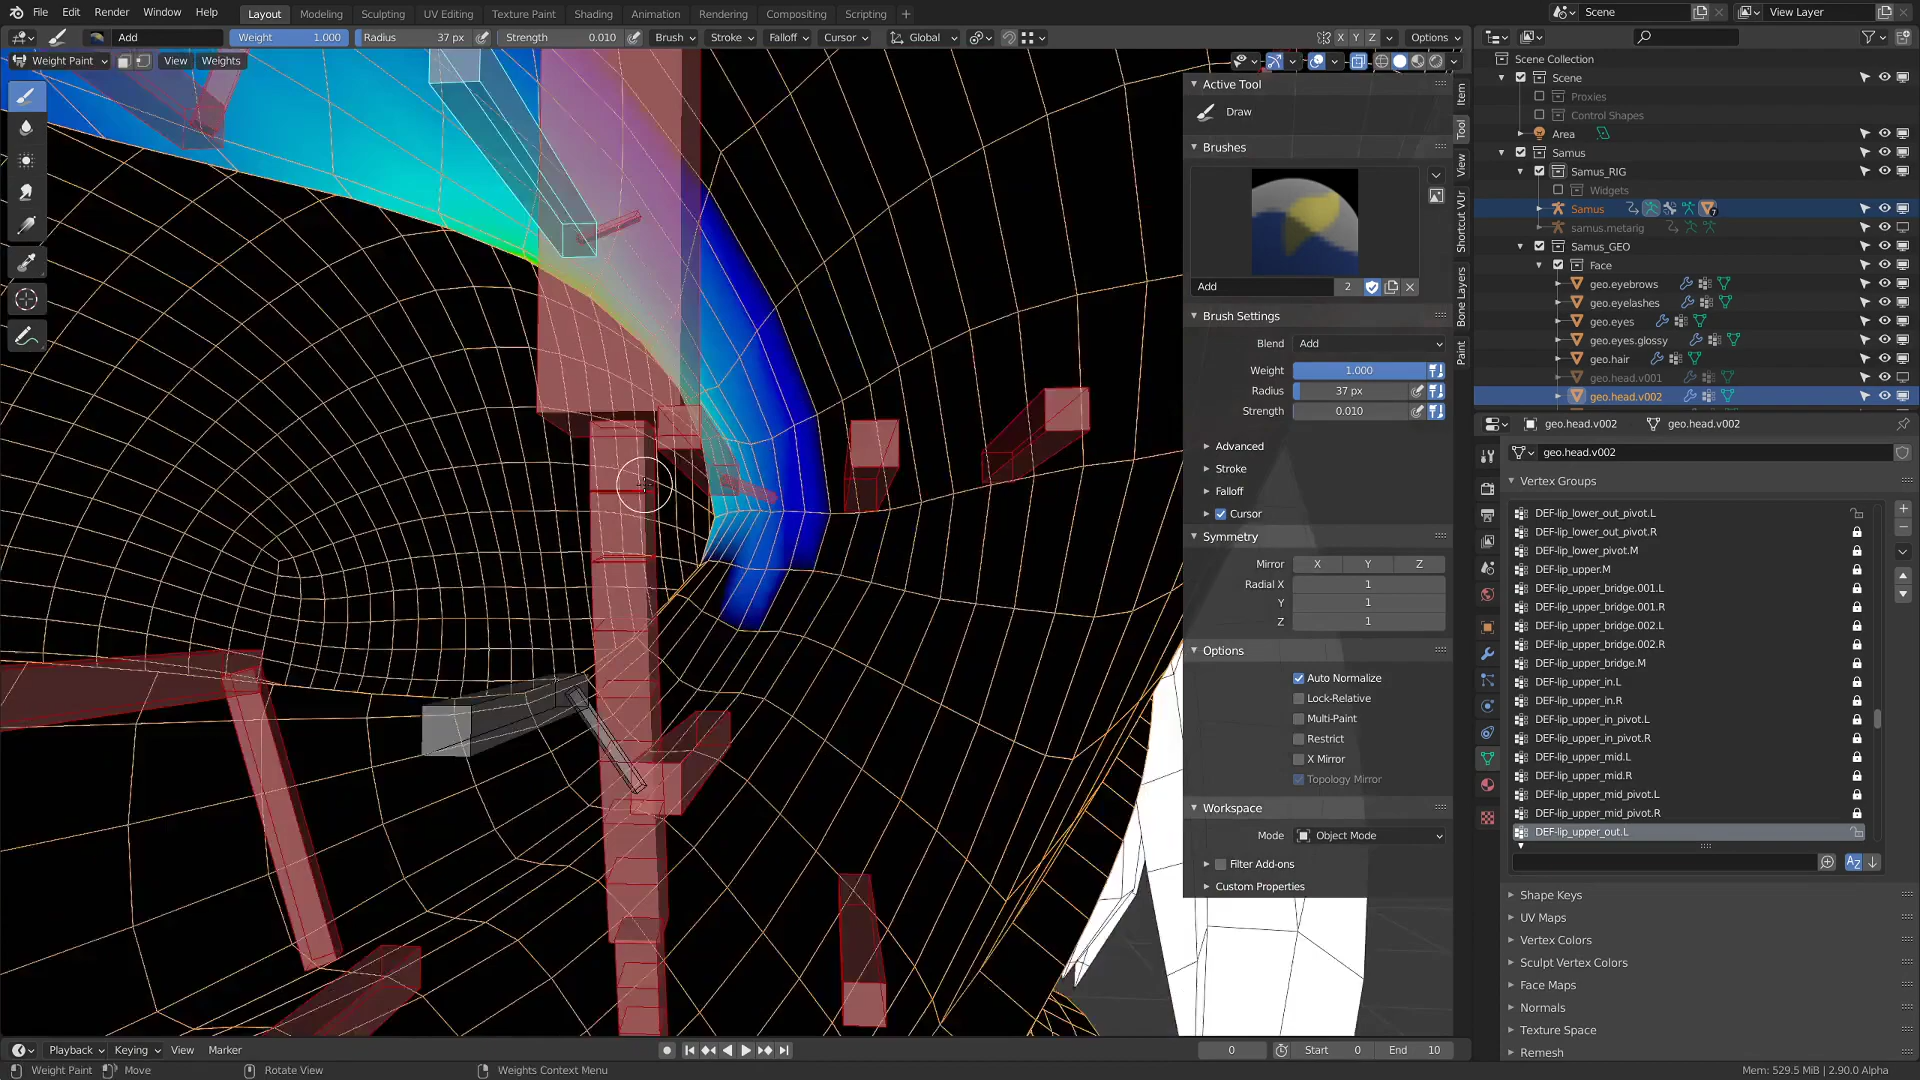 File Edit Render Window Help Layout Modeling Sculpting UV Editing Texture Paint Shading Animation Rendering Compositing Scripting + Scene View Layer
Add Weight 1.000 Radius 37 px Strength 0.010 Brush Stroke Falloff Cursor Global X Y Z Options
Weight Paint View Weights
Active Tool
Draw
Brushes
Add 2
Brush Settings
Blend Add
Weight 1.000
Radius 37 px
Strength 0.010
Advanced
Stroke
Falloff
Cursor
Symmetry
Mirror X Y Z
Radial X 1
Y 1
Z 1
Options
Auto Normalize
Lock-Relative
Multi-Paint
Restrict
X Mirror
Topology Mirror
Workspace
Mode Object Mode
Filter Add-ons
Custom Properties
Item
Tool
View
Shortcut VUr
Bone Layers
Paint
Scene Collection
Scene
Proxies
Control Shapes
Area
Samus
Samus_RIG
Widgets
Samus 7
samus.metarig
Samus_GEO
Face
geo.eyebrows
geo.eyelashes
geo.eyes
geo.eyes.glossy
geo.hair
geo.head.v001
geo.head.v002
geo.head.v002 geo.head.v002
geo.head.v002
Vertex Groups
DEF-lip_lower_out_pivot.L
DEF-lip_lower_out_pivot.R
DEF-lip_lower_pivot.M
DEF-lip_upper.M
DEF-lip_upper_bridge.001.L
DEF-lip_upper_bridge.001.R
DEF-lip_upper_bridge.002.L
DEF-lip_upper_bridge.002.R
DEF-lip_upper_bridge.M
DEF-lip_upper_in.L
DEF-lip_upper_in.R
DEF-lip_upper_in_pivot.L
DEF-lip_upper_in_pivot.R
DEF-lip_upper_mid.L
DEF-lip_upper_mid.R
DEF-lip_upper_mid_pivot.L
DEF-lip_upper_mid_pivot.R
DEF-lip_upper_out.L
AZ
Shape Keys
UV Maps
Vertex Colors
Sculpt Vertex Colors
Face Maps
Normals
Texture Space
Remesh
Playback Keying View Marker 0 Start 0 End 10
Weight Paint Move Rotate View Weights Context Menu Mem: 529.5 MiB | 2.90.0 Alpha